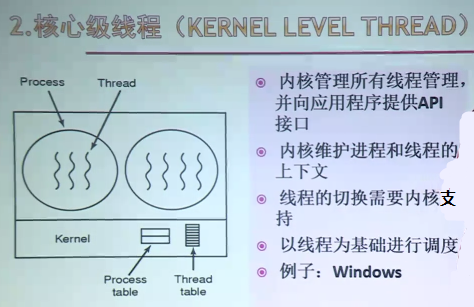 2.核心级线程（KERNEL LEVEL THREAD）
Process
Thread
Kernel
Process
table
Thread
table
内核管理所有线程管理，
并向应用程序提供API
接口
内核维护进程和线程的
上下文
线程的切换需要内核支
持
以线程为基础进行调度
例子：Windows